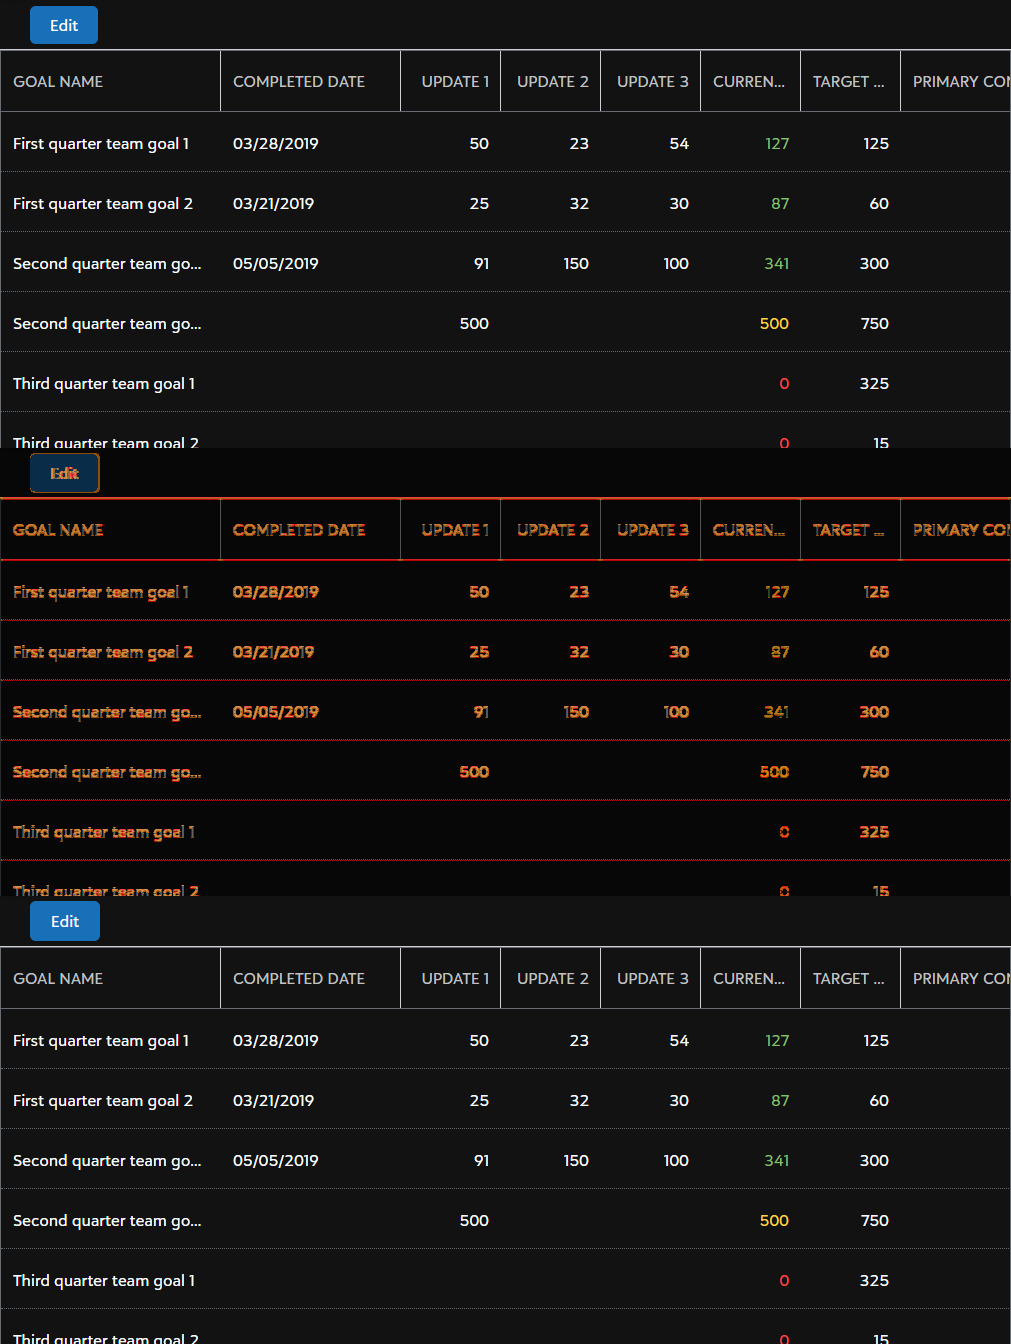 Edit
GOAL NAME COMPLETED DATE UPDATE 1 UPDATE 2 UPDATE 3 CURREN... TARGET ... PRIMARY CON
First quarter team goal 1 03/28/2019 50 23 54 127 125
First quarter team goal 2 03/21/2019 25 32 30 87 60
Second quarter team go... 05/05/2019 91 150 100 341 300
Second quarter team go... 500 500 750
Third quarter team goal 1 0 325
Third quarter team goal 2 0 15
Edit
GOAL NAME COMPLETED DATE UPDATE 1 UPDATE 2 UPDATE 3 CURREN... TARGET ... PRIMARY CON
First quarter team goal 1 03/28/2019 50 23 54 127 125
First quarter team goal 2 03/21/2019 25 32 30 87 60
Second quarter team go... 05/05/2019 91 150 100 341 300
Second quarter team go... 500 500 750
Third quarter team goal 1 0 325
Third quarter team goal 2 0 15
Edit
GOAL NAME COMPLETED DATE UPDATE 1 UPDATE 2 UPDATE 3 CURREN... TARGET ... PRIMARY CON
First quarter team goal 1 03/28/2019 50 23 54 127 125
First quarter team goal 2 03/21/2019 25 32 30 87 60
Second quarter team go... 05/05/2019 91 150 100 341 300
Second quarter team go... 500 500 750
Third quarter team goal 1 0 325
Third quarter team goal 2 0 15